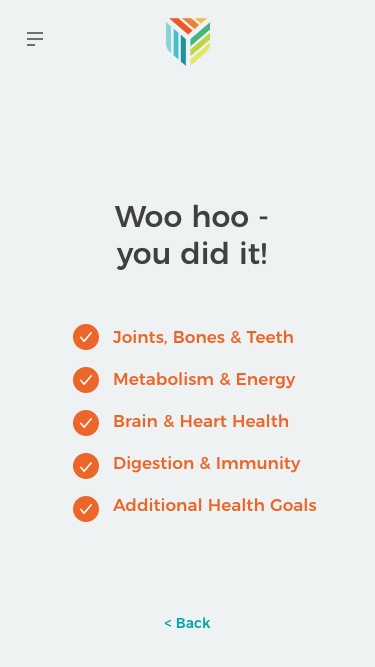 Woo hoo -
you did it!
Joints, Bones & Teeth
Metabolism & Energy
Brain & Heart Health
Digestion & Immunity
Additional Health Goals
< Back